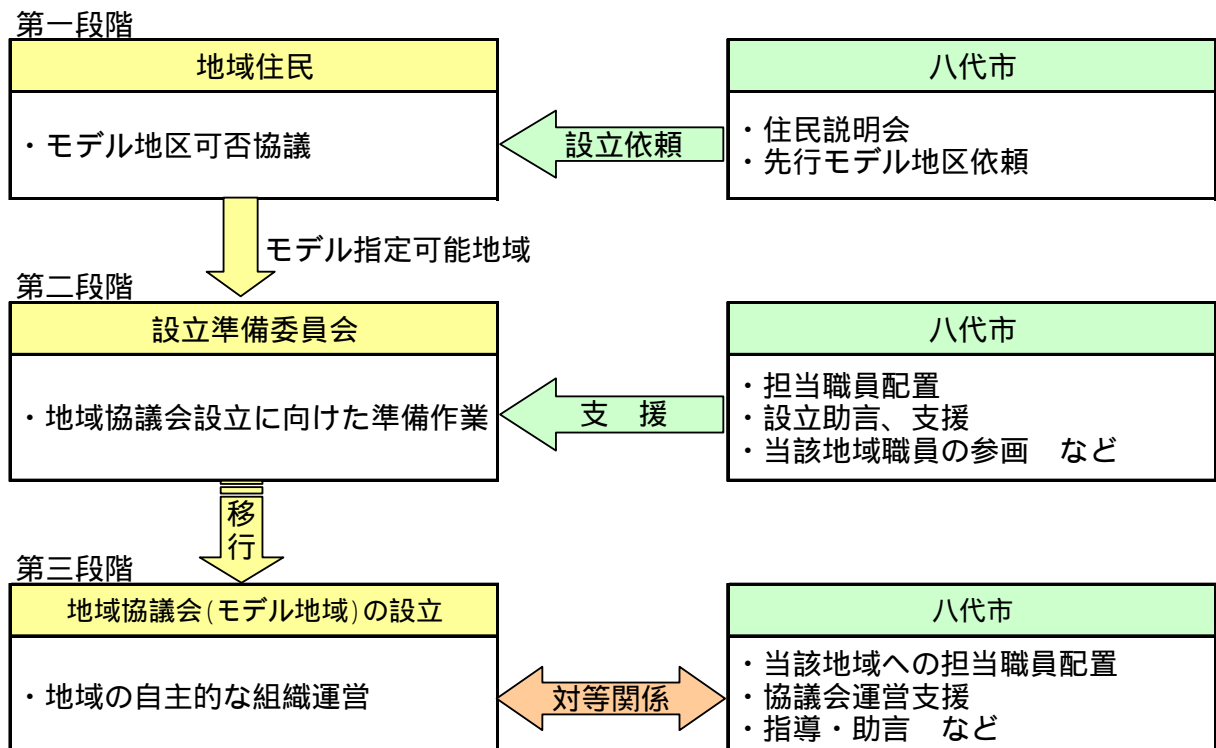 第一段階
地域住民
・モデル地区可否協議
設立依頼
八代市
・住民説明会
・先行モデル地区依頼
モデル指定可能地域
第二段階
設立準備委員会
・地域協議会設立に向けた準備作業
支　援
八代市
・担当職員配置
・設立助言、支援
・当該地域職員の参画　など
移行
第三段階
地域協議会(モデル地域)の設立
・地域の自主的な組織運営
対等関係
八代市
・当該地域への担当職員配置
・協議会運営支援
・指導・助言　など